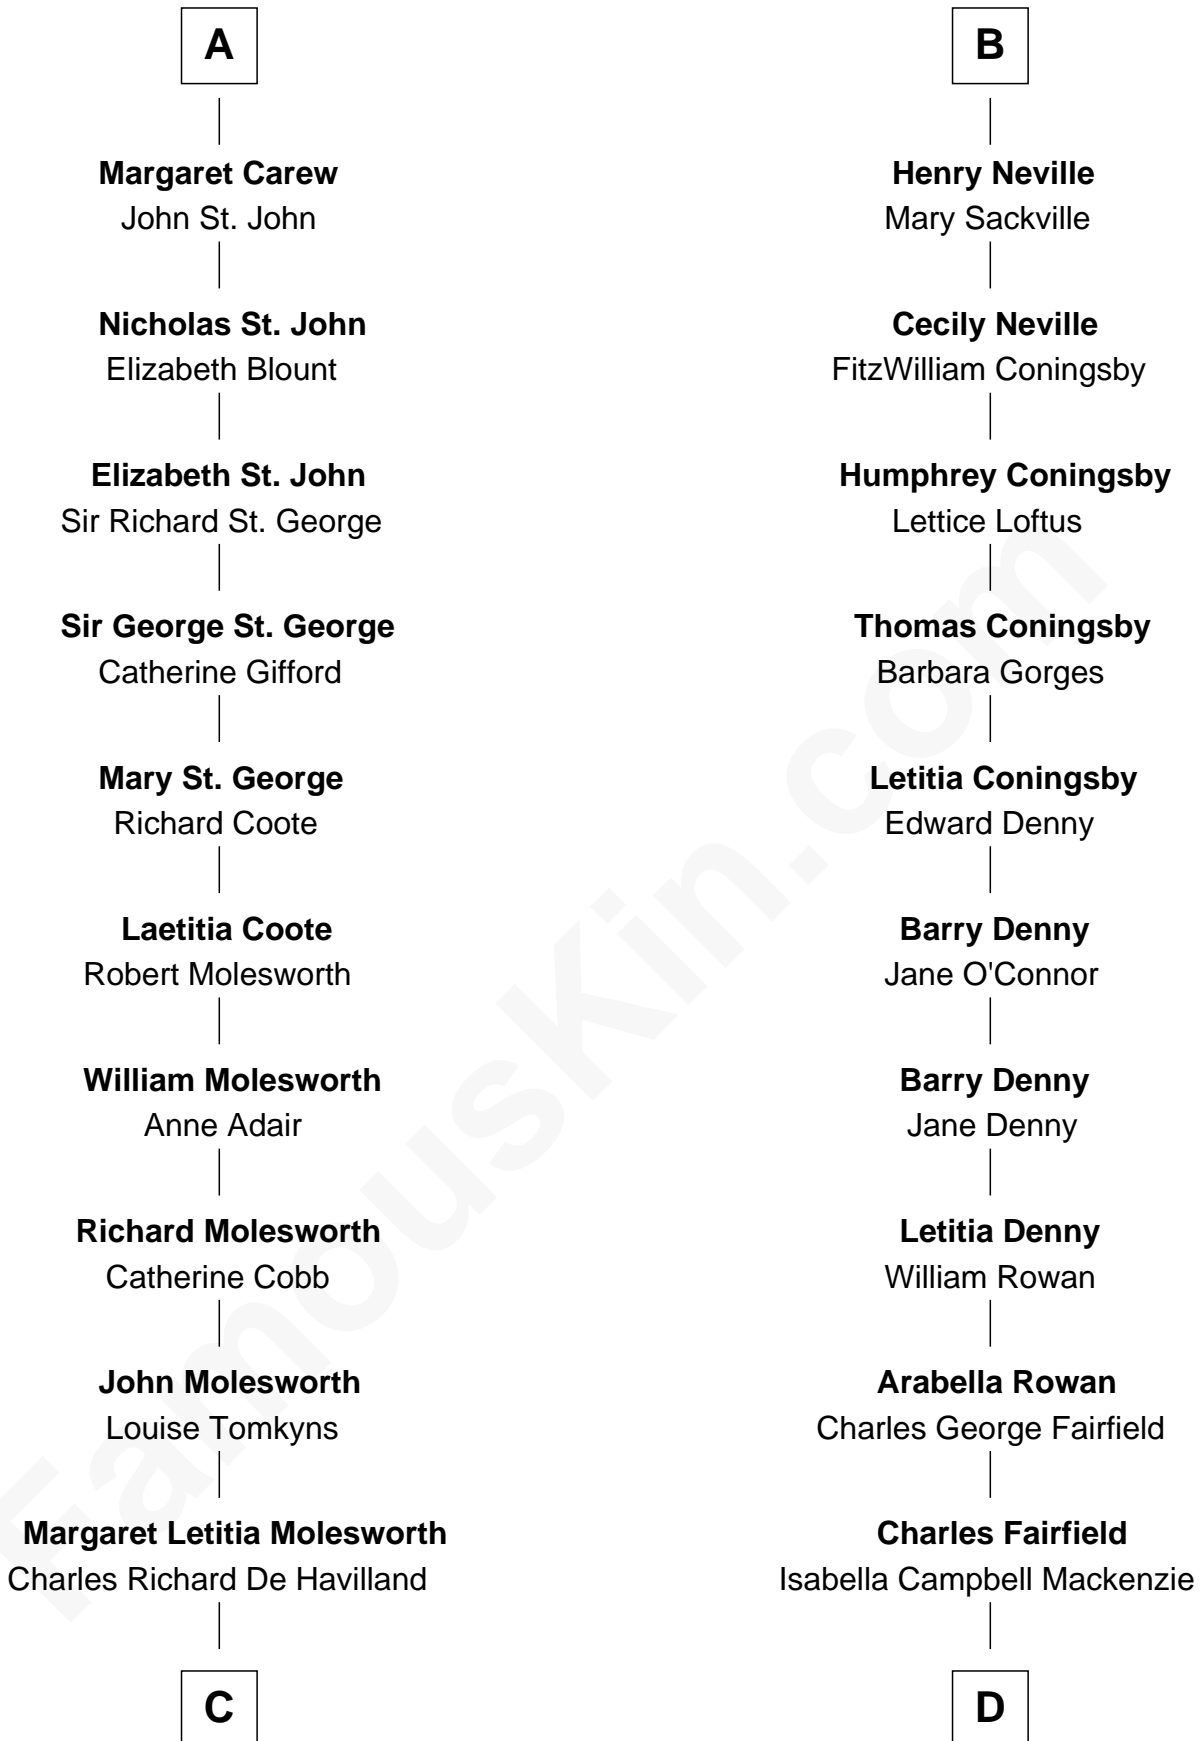 A
Margaret Carew
John St. John
Nicholas St. John
Elizabeth Blount
Elizabeth St. John
Sir Richard St. George
Sir George St. George
Catherine Gifford
Mary St. George
Richard Coote
Laetitia Coote
Robert Molesworth
William Molesworth
Anne Adair
Richard Molesworth
Catherine Cobb
John Molesworth
Louise Tomkyns
Margaret Letitia Molesworth
Charles Richard De Havilland
C
B
Henry Neville
Mary Sackville
Cecily Neville
FitzWilliam Coningsby
Humphrey Coningsby
Lettice Loftus
Thomas Coningsby
Barbara Gorges
Letitia Coningsby
Edward Denny
Barry Denny
Jane O'Connor
Barry Denny
Jane Denny
Letitia Denny
William Rowan
Arabella Rowan
Charles George Fairfield
Charles Fairfield
Isabella Campbell Mackenzie
D
FamousKin.com